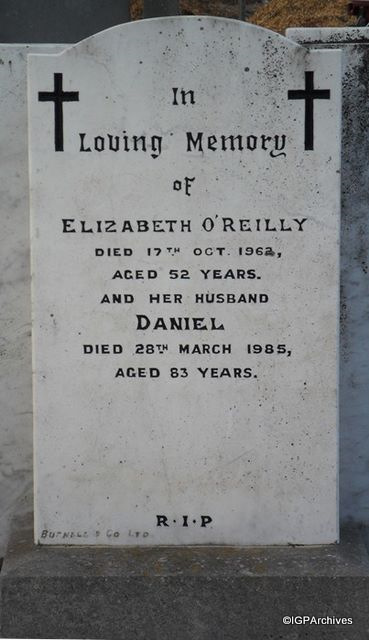 In
Loving Memory
of
ELIZABETH O'REILLY
DIED 17TH OCT. 1962,
AGED 52 YEARS.
AND HER HUSBAND
DANIEL
DIED 28TH MARCH 1985,
AGED 83 YEARS.
R·I·P
BURNELL & CO LTD.
©IGPArchives